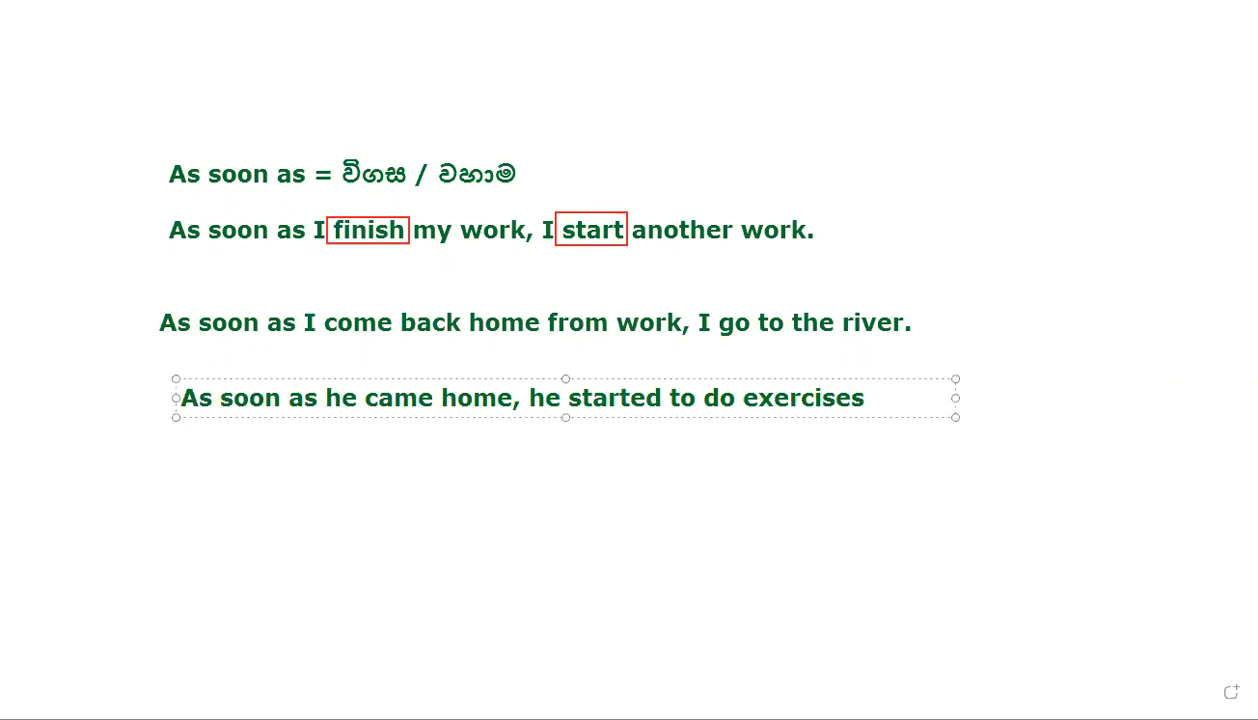 As soon as = විගස / වහාම
As soon as I finish my work, I start another work.
As soon as I come back home from work, I go to the river.
As soon as he came home, he started to do exercises